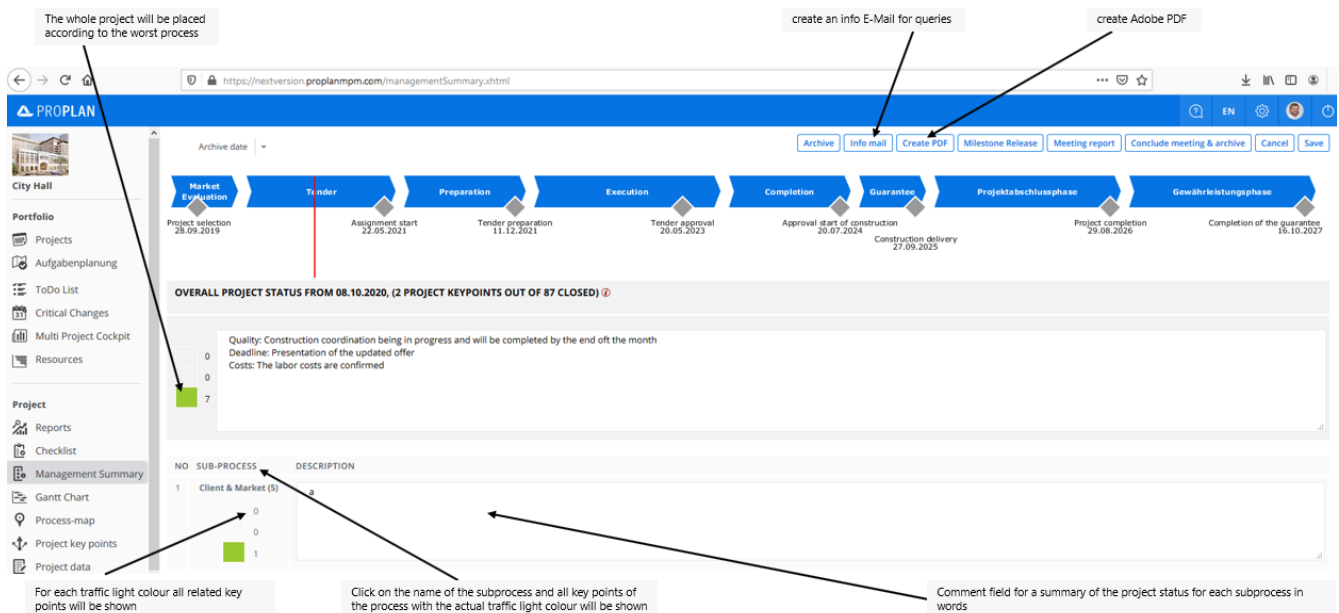 The whole project will be placed
according to the worst process
create an info E-Mail for queries
create Adobe PDF
https://nextversion.proplanmpm.com/managementSummary.xhtml
PROPLAN
EN
City Hall
Portfolio
Projects
Aufgabenplanung
ToDo List
31
Critical Changes
Multi Project Cockpit
Resources
Project
Reports
Checklist
Management Summary
Gantt Chart
Process-map
Project key points
Project data
Archive date
Archive
Info mail
Create PDF
Milestone Release
Meeting report
Conclude meeting & archive
Cancel
Save
Market
Evaluation
Tender
Preparation
Execution
Completion
Guarantee
Projektabschlussphase
Gewährleistungsphase
Project selection
28.09.2019
Assignment start
22.05.2021
Tender preparation
11.12.2021
Tender approval
20.05.2023
Approval start of construction
20.07.2024
Construction delivery
27.09.2025
Project completion
29.08.2026
Completion of the guarantee
16.10.2027
OVERALL PROJECT STATUS FROM 08.10.2020, (2 PROJECT KEYPOINTS OUT OF 87 CLOSED)
0
0
7
Quality: Construction coordination being in progress and will be completed by the end oft the month
Deadline: Presentation of the updated offer
Costs: The labor costs are confirmed
NO SUB-PROCESS DESCRIPTION
1 Client & Market (5) a
0
0
1
For each traffic light colour all related key
points will be shown
Click on the name of the subprocess and all key points of
the process with the actual traffic light colour will be shown
Comment field for a summary of the project status for each subprocess in
words